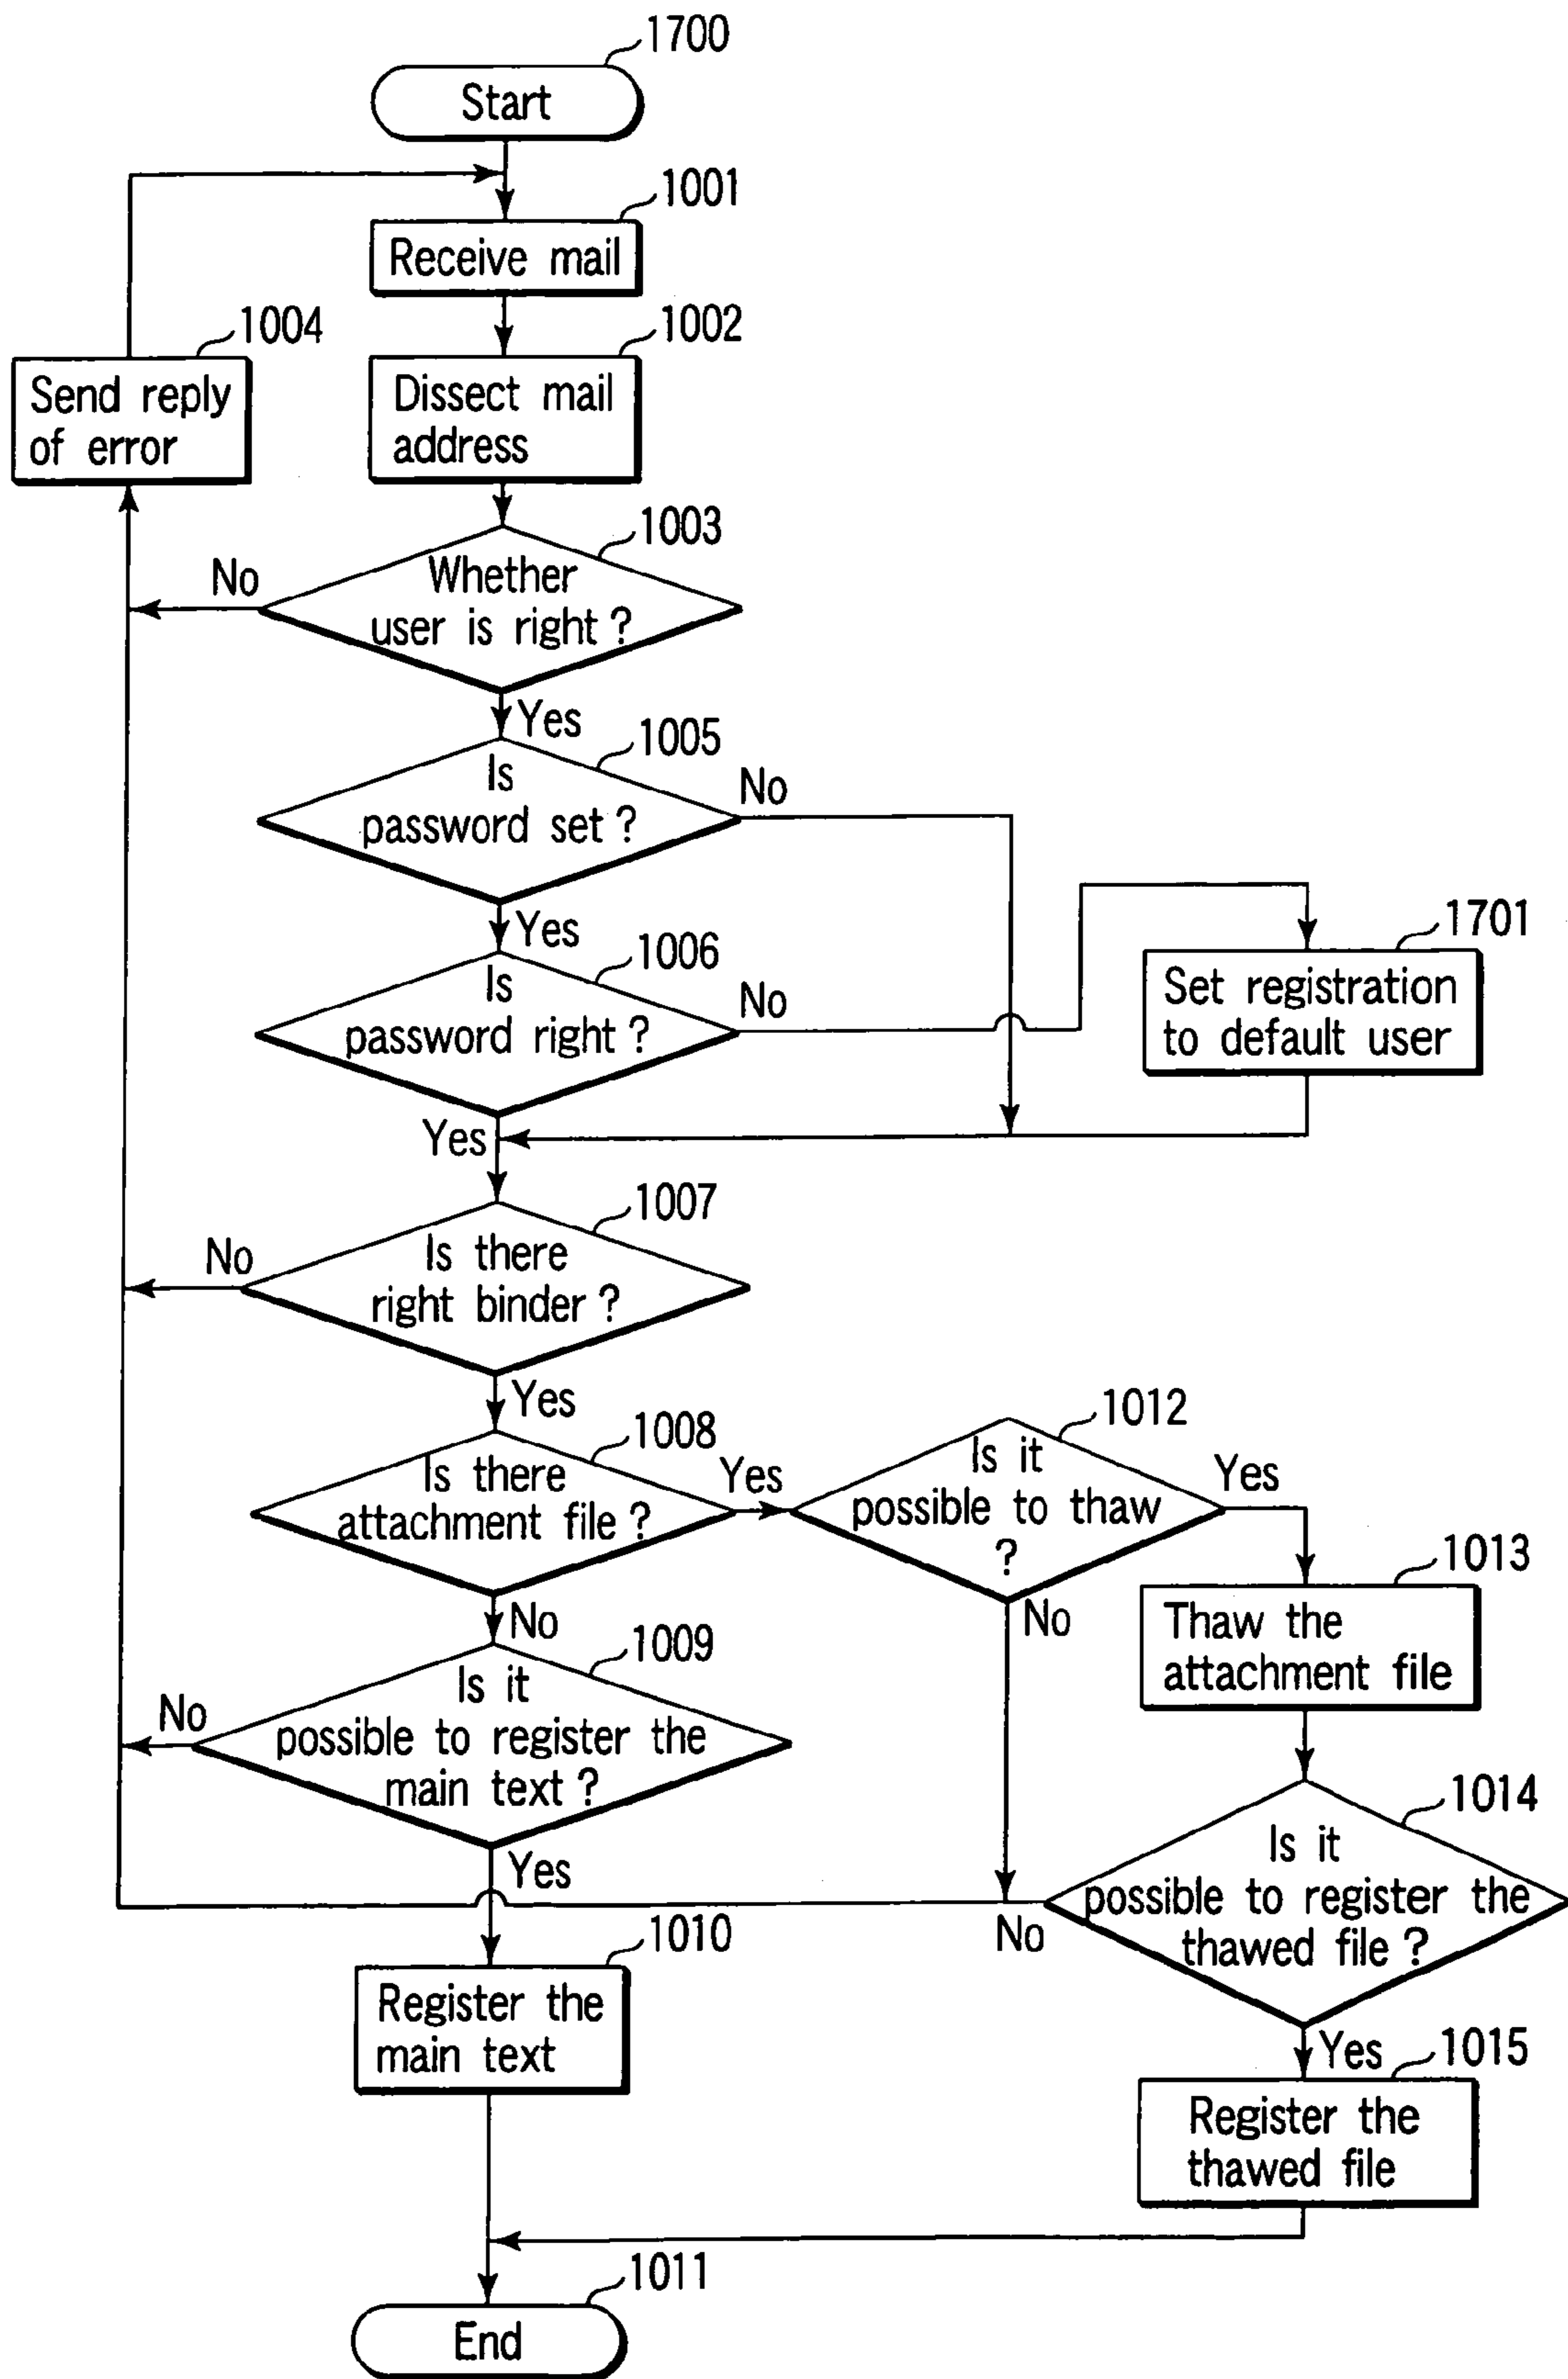 1700
Start
1001
Receive mail
1004
Send reply
of error
1002
Dissect mail
address
1003
Whether
user is right ?
No
Yes
1005
Is
password set ?
No
Yes
1006
Is
password right ?
No
1701
Set registration
to default user
Yes
1007
Is there
right binder ?
No
Yes
1008
Is there
attachment file ?
Yes
1012
Is it
possible to thaw
?
Yes
No
1013
Thaw the
attachment file
No
1009
Is it
possible to register the
main text ?
No
Yes
1014
Is it
possible to register the
thawed file ?
No
Yes
1010
Register the
main text
1015
Register the
thawed file
1011
End